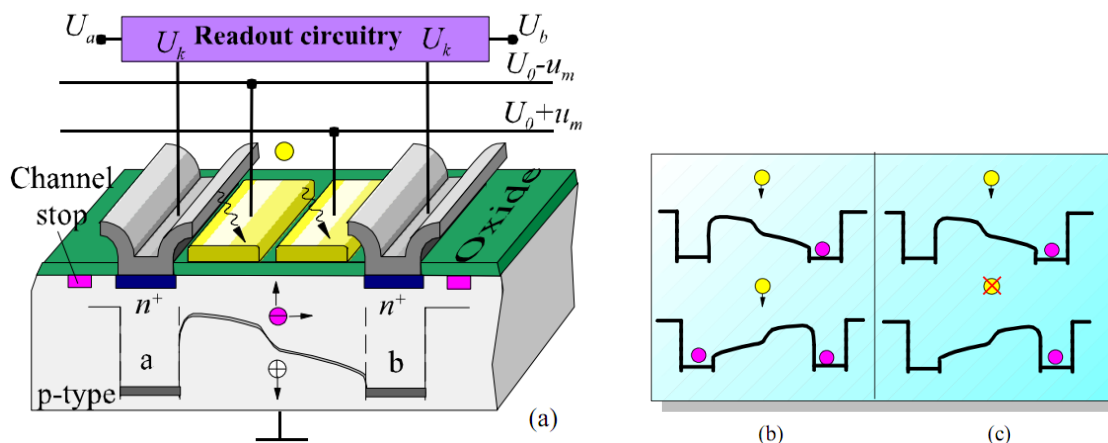 U_a
Readout circuitry
U_b
U_k
U_k
U_0-u_m
U_0+u_m
Channel
stop
Oxide
n^+
n^+
a
b
p-type
(a)
(b)
(c)